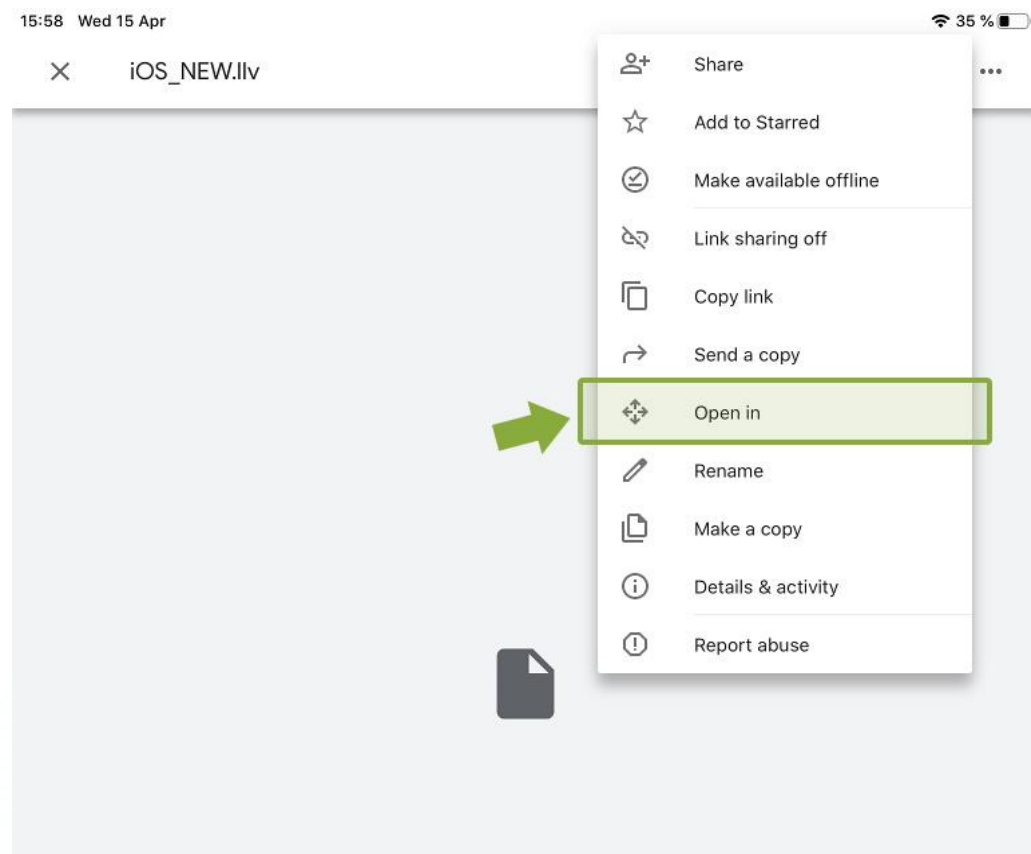 15:58 Wed 15 Apr 35 %
iOS_NEW.llv
Share
Add to Starred
Make available offline
Link sharing off
Copy link
Send a copy
Open in
Rename
Make a copy
Details & activity
Report abuse